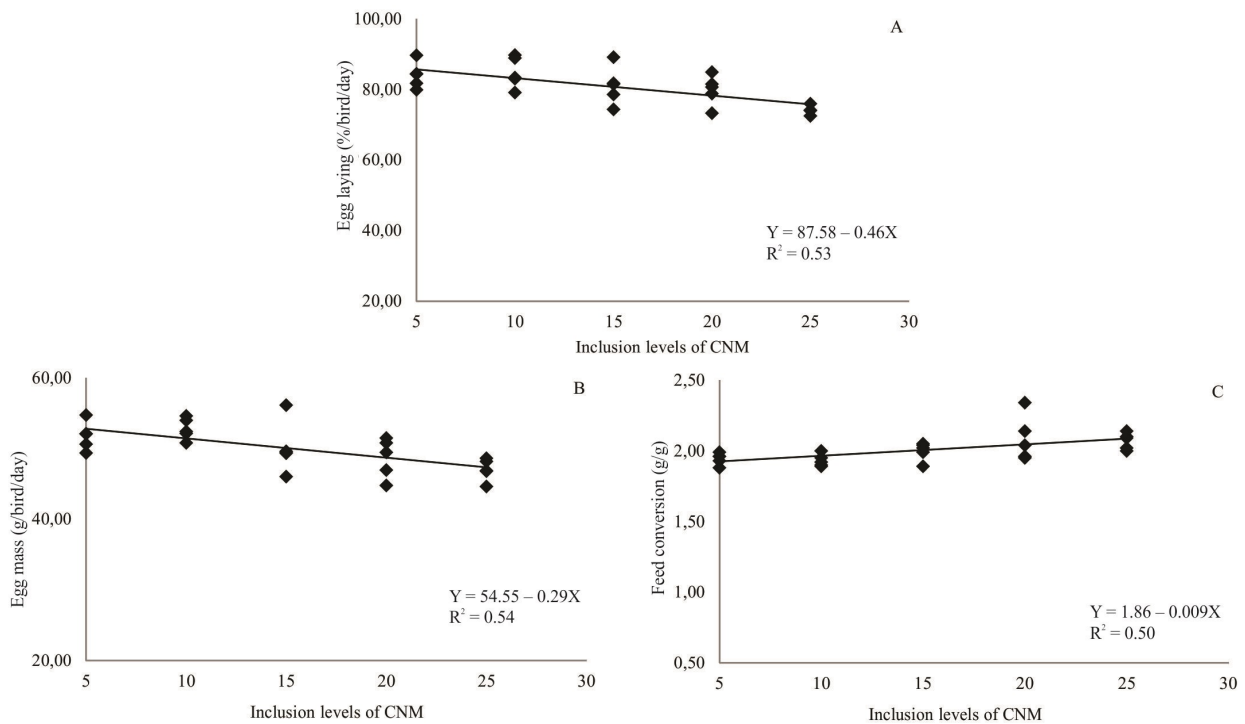 A
100,00
80,00
60,00
40,00
20,00
Egg laying (%/bird/day)
Y = 87.58 – 0.46X
R² = 0.53
5 10 15 20 25 30
Inclusion levels of CNM
B
60,00
40,00
20,00
Egg mass (g/bird/day)
Y = 54.55 – 0.29X
R² = 0.54
5 10 15 20 25 30
Inclusion levels of CNM
C
2,50
2,00
1,50
1,00
0,50
Feed conversion (g/g)
Y = 1.86 – 0.009X
R² = 0.50
5 10 15 20 25 30
Inclusion levels of CNM